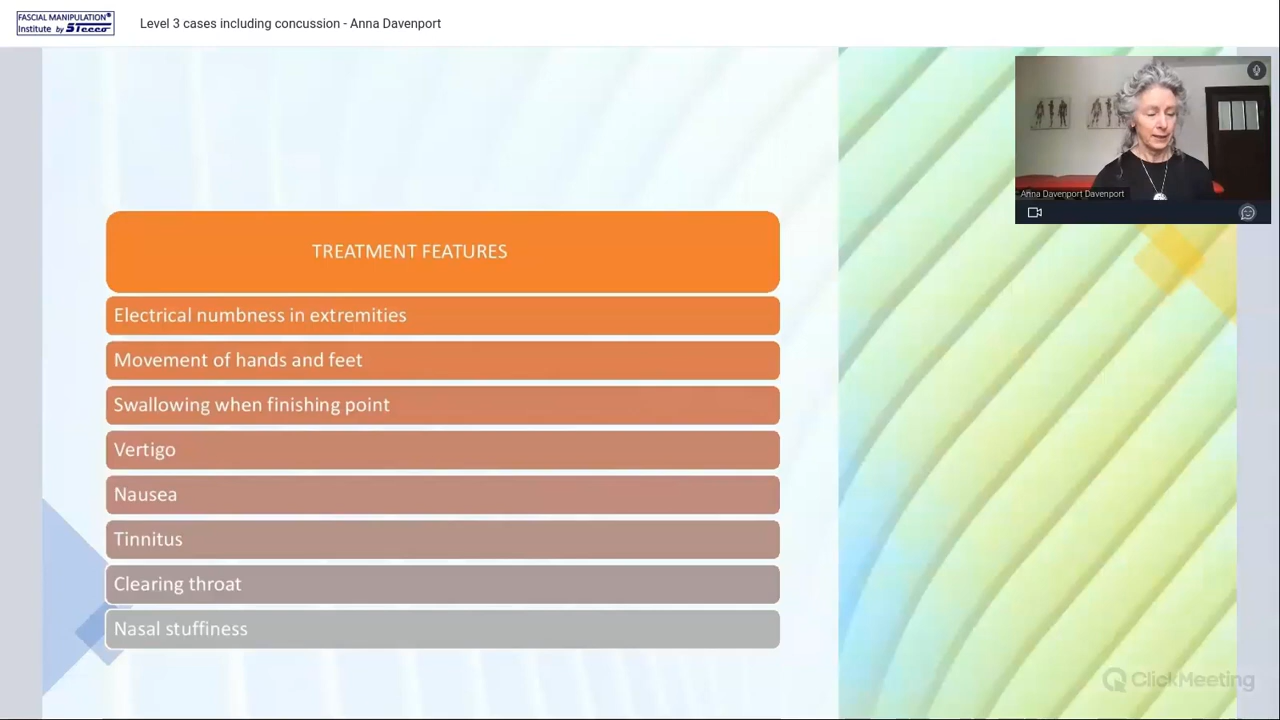 FASCIAL MANIPULATION®
Institute by Stecco
Level 3 cases including concussion - Anna Davenport
Anna Davenport Davenport
TREATMENT FEATURES
Electrical numbness in extremities
Movement of hands and feet
Swallowing when finishing point
Vertigo
Nausea
Tinnitus
Clearing throat
Nasal stuffiness
ClickMeeting